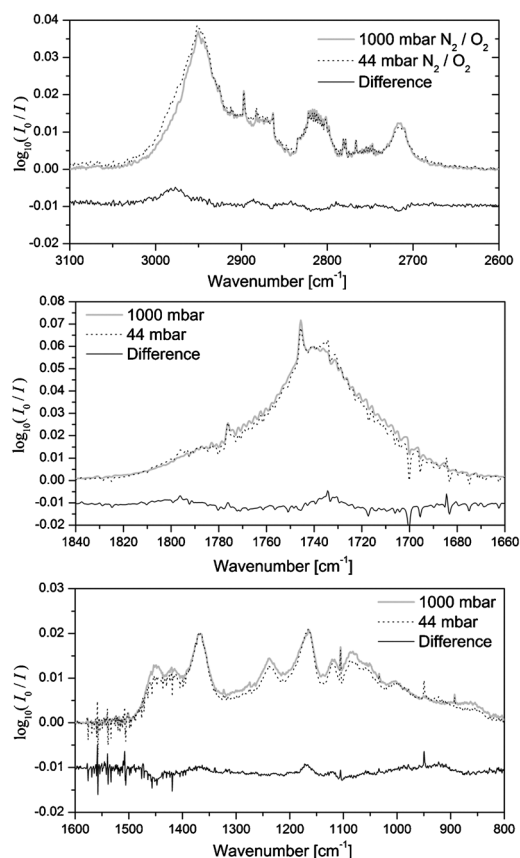 0.04
1000 mbar N₂ / O₂
44 mbar N₂ / O₂
Difference
0.03
0.02
0.01
0.00
-0.01
-0.02
log₁₀(I₀/I)
3100 3000 2900 2800 2700 2600
Wavenumber [cm⁻¹]
0.08
1000 mbar
44 mbar
Difference
0.07
0.06
0.05
0.04
0.03
0.02
0.01
0.00
-0.01
-0.02
log₁₀(I₀/I)
1840 1820 1800 1780 1760 1740 1720 1700 1680 1660
Wavenumber [cm⁻¹]
0.03
1000 mbar
44 mbar
Difference
0.02
0.01
0.00
-0.01
-0.02
log₁₀(I₀/I)
1600 1500 1400 1300 1200 1100 1000 900 800
Wavenumber [cm⁻¹]